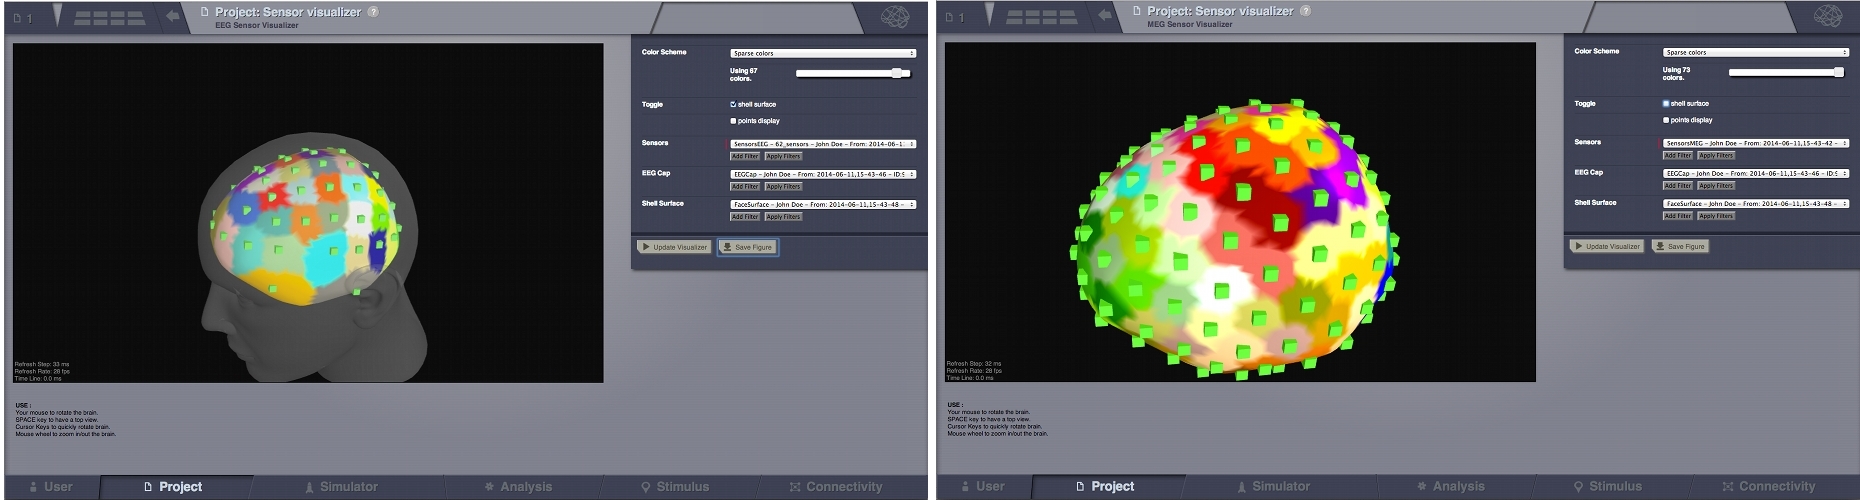 1
Project: Sensor visualizer ?
EEG Sensor Visualizer
Color Scheme
Sparse colors
Using 67
colors.
Toggle
shell surface
points display
Sensors
SensorsEEG - 62_sensors - John Doe - From: 2014-06-1
Add Filter Apply Filters
EEG Cap
EEGCap - John Doe - From: 2014-06-11,15-43-46 - ID:5
Add Filter Apply Filters
Shell Surface
FaceSurface - John Doe - From: 2014-06-11,15-43-48 -
Add Filter Apply Filters
Update Visualizer Save Figure
Refresh Step: 33 ms
Refresh Rate: 28 fps
Time Line: 0.0 ms
USE :
Your mouse to rotate the brain.
SPACE key to have a top view.
Cursor Keys to quickly rotate brain.
Mouse wheel to zoom in/out the brain.
User Project Simulator Analysis Stimulus Connectivity
1
Project: Sensor visualizer ?
MEG Sensor Visualizer
Color Scheme
Sparse colors
Using 73
colors.
Toggle
shell surface
points display
Sensors
SensorsMEG - John Doe - From: 2014-06-11,15-43-42 -
Add Filter Apply Filters
EEG Cap
EEGCap - John Doe - From: 2014-06-11,15-43-46 - ID:5
Add Filter Apply Filters
Shell Surface
FaceSurface - John Doe - From: 2014-06-11,15-43-48 -
Add Filter Apply Filters
Update Visualizer Save Figure
Refresh Step: 32 ms
Refresh Rate: 28 fps
Time Line: 0.0 ms
USE :
Your mouse to rotate the brain.
SPACE key to have a top view.
Cursor Keys to quickly rotate brain.
Mouse wheel to zoom in/out the brain.
User Project Simulator Analysis Stimulus Connectivity